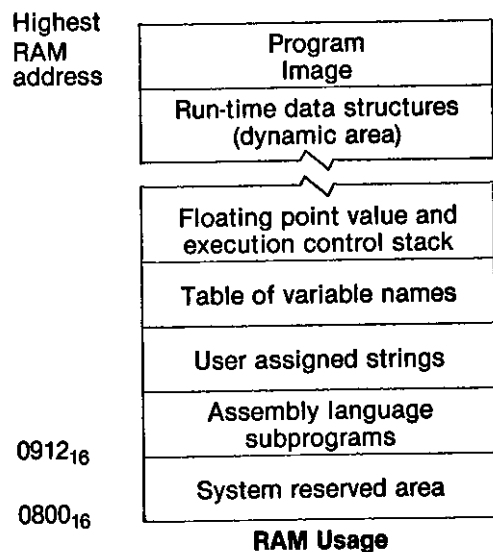 Highest
RAM
address
Program
Image
Run-time data structures
(dynamic area)
Floating point value and
execution control stack
Table of variable names
User assigned strings
Assembly language
subprograms
0912₁₆
System reserved area
0800₁₆
RAM Usage